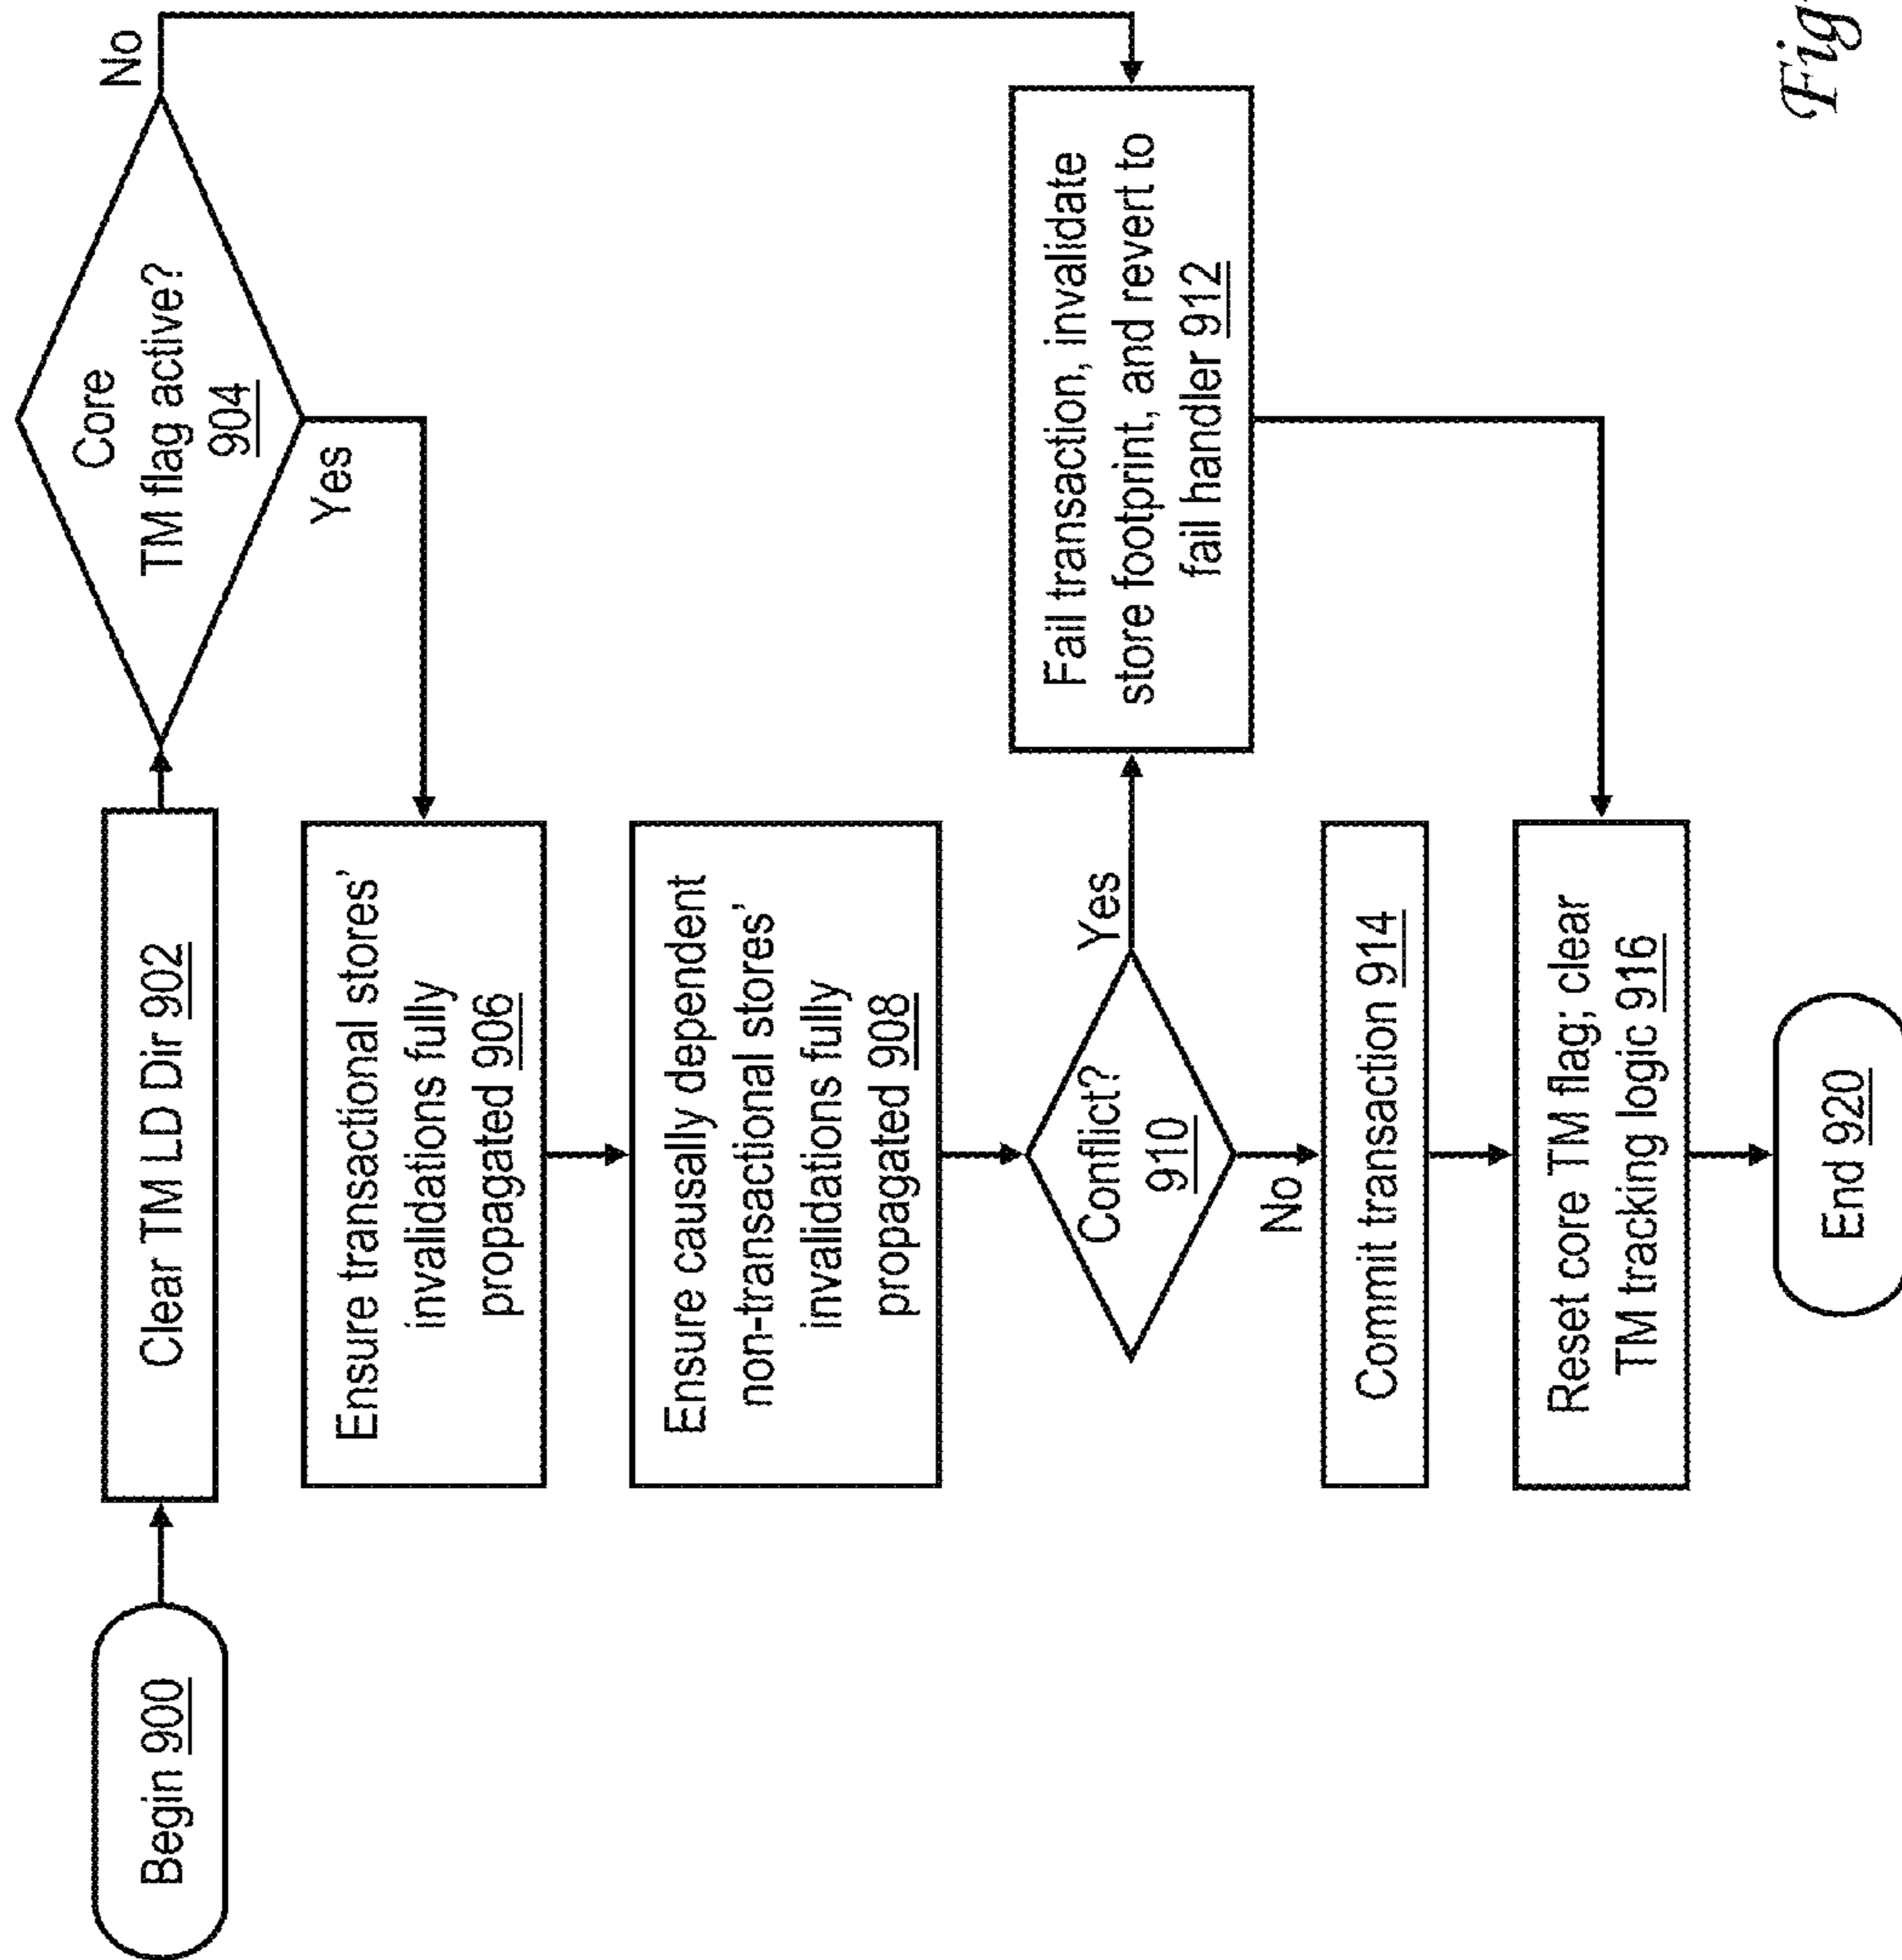 Begin 900
Clear TM LD Dir 902
Core
TM flag active?
904
No
Yes
Ensure transactional stores'
invalidations fully
propagated 906
Ensure causally dependent
non-transactional stores'
invalidations fully
propagated 908
Conflict?
910
Yes
No
Fail transaction, invalidate
store footprint, and revert to
fail handler 912
Commit transaction 914
Reset core TM flag; clear
TM tracking logic 916
End 920
Fig